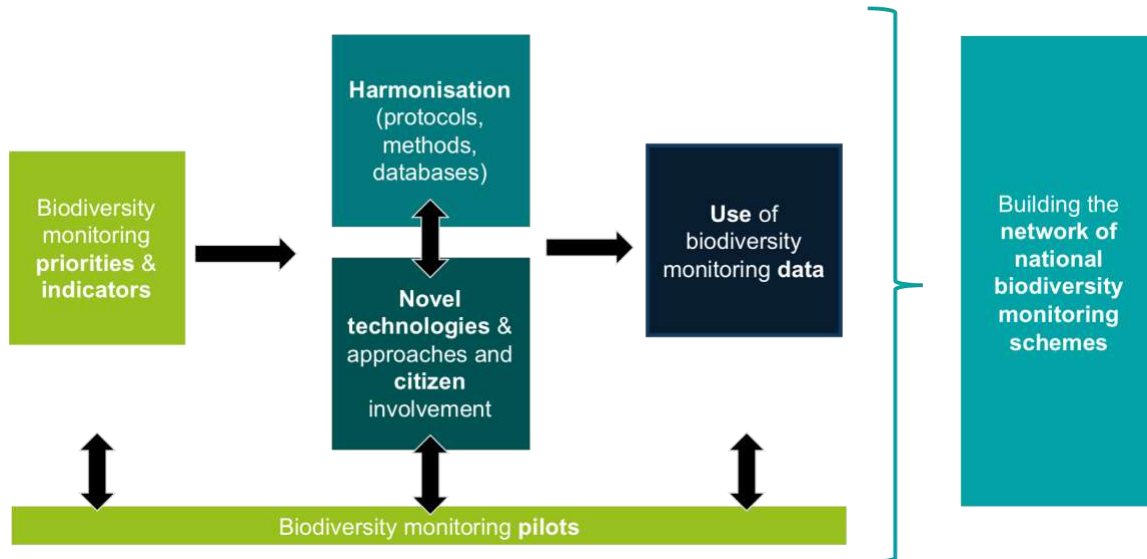 Biodiversity
monitoring
priorities &
indicators
Harmonisation
(protocols,
methods,
databases)
Novel
technologies &
approaches and
citizen
involvement
Use of
biodiversity
monitoring data
Biodiversity monitoring pilots
Building the
network of
national
biodiversity
monitoring
schemes